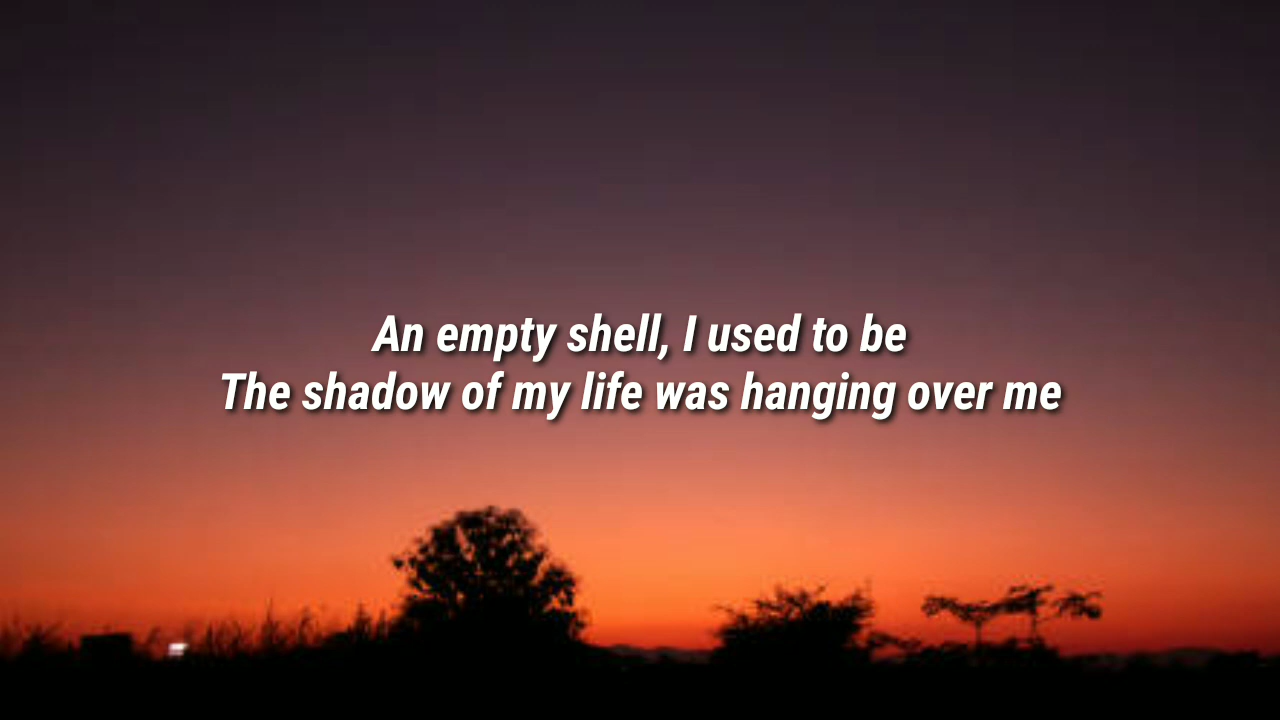 An empty shell, I used to be
The shadow of my life was hanging over me